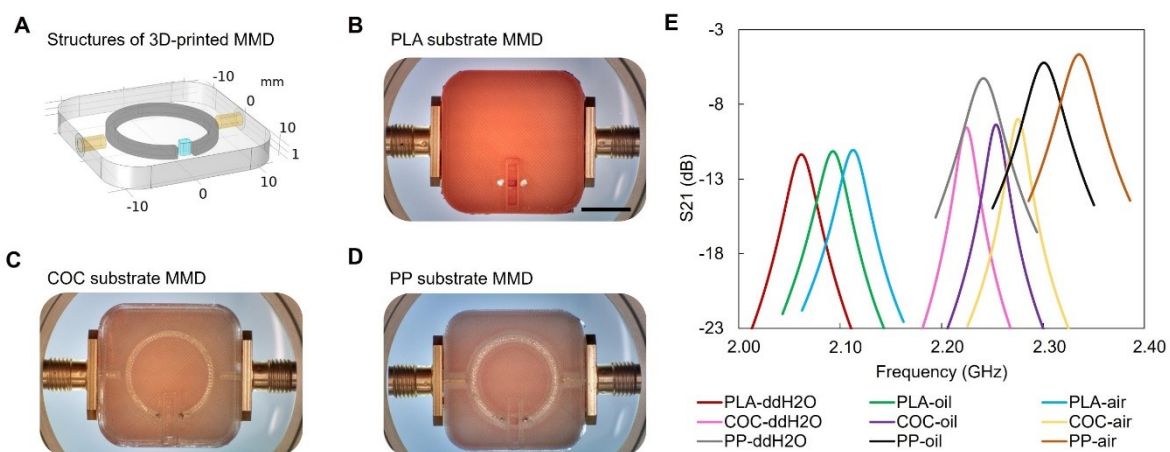 A
Structures of 3D-printed MMD
-10
mm
0
10
1
-10
0
10
B
PLA substrate MMD
C
COC substrate MMD
D
PP substrate MMD
E
-3
-8
-13
-18
-23
S21 (dB)
2.00 2.10 2.20 2.30 2.40
Frequency (GHz)
PLA-ddH2O PLA-oil PLA-air
COC-ddH2O COC-oil COC-air
PP-ddH2O PP-oil PP-air